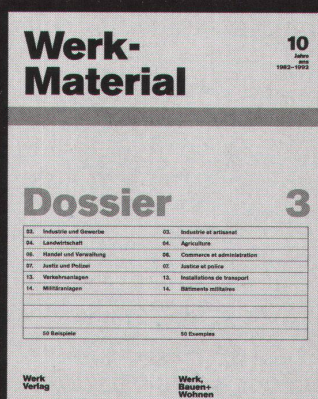 Werk-
Material
10
Jahre
ans
1982–1992
Dossier 3
03. Industrie und Gewerbe 03. Industrie et artisanat
04. Landwirtschaft 04. Agriculture
06. Handel und Verwaltung 06. Commerce et administration
07. Justiz und Polizei 07. Justice et police
13. Verkehrsanlagen 13. Installations de transport
14. Militäranlagen 14. Bâtiments militaires
50 Beispiele 50 Exemples
Werk
Verlag
Werk,
Bauen+
Wohnen